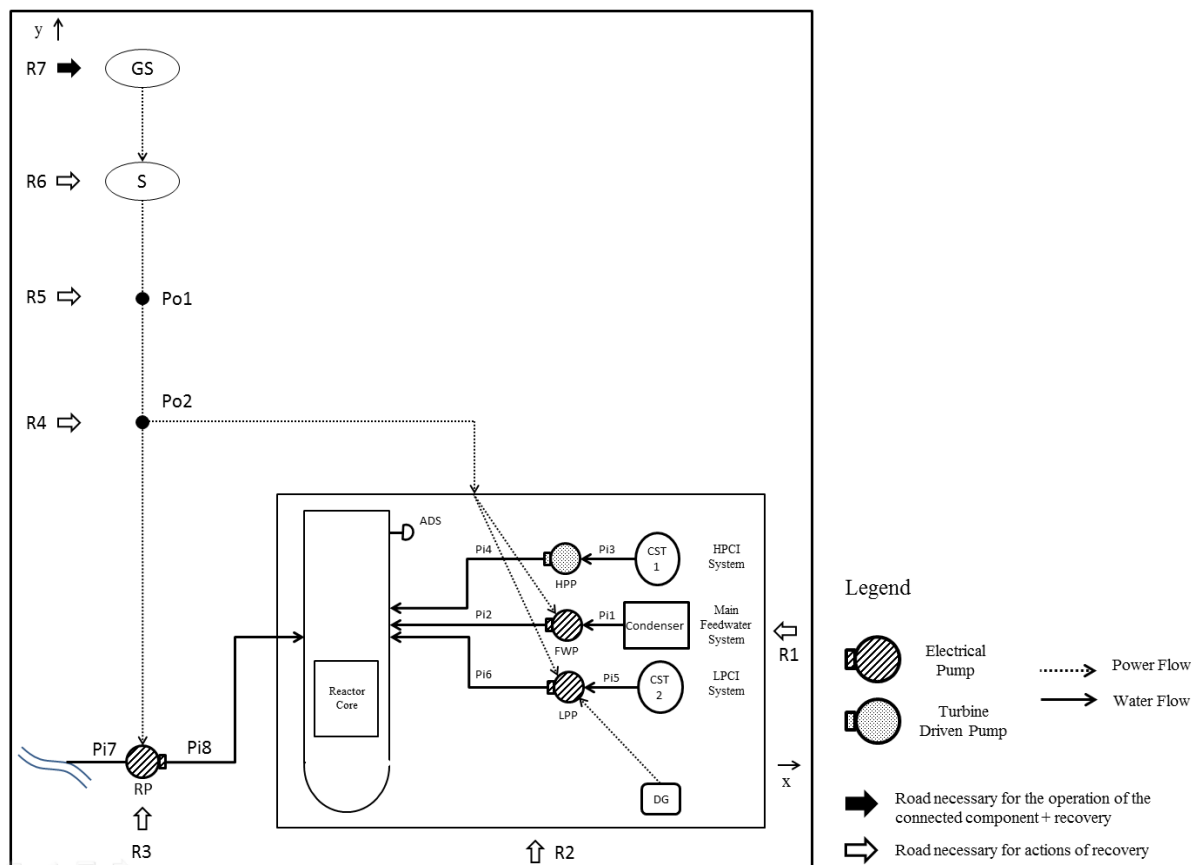 y
R7
GS
R6
S
R5
Po1
Po2
R4
ADS
Pi4
Pi3
CST
1
HPCI
System
HPP
Pi2
Pi1
Condenser
Main
Feedwater
System
FWP
R1
Pi6
Pi5
CST
2
LPCI
System
LPP
Reactor
Core
Pi7
Pi8
RP
DG
x
R3
R2
Legend
Electrical
Pump
Power Flow
Water Flow
Turbine
Driven Pump
Road necessary for the operation of the
connected component + recovery
Road necessary for actions of recovery